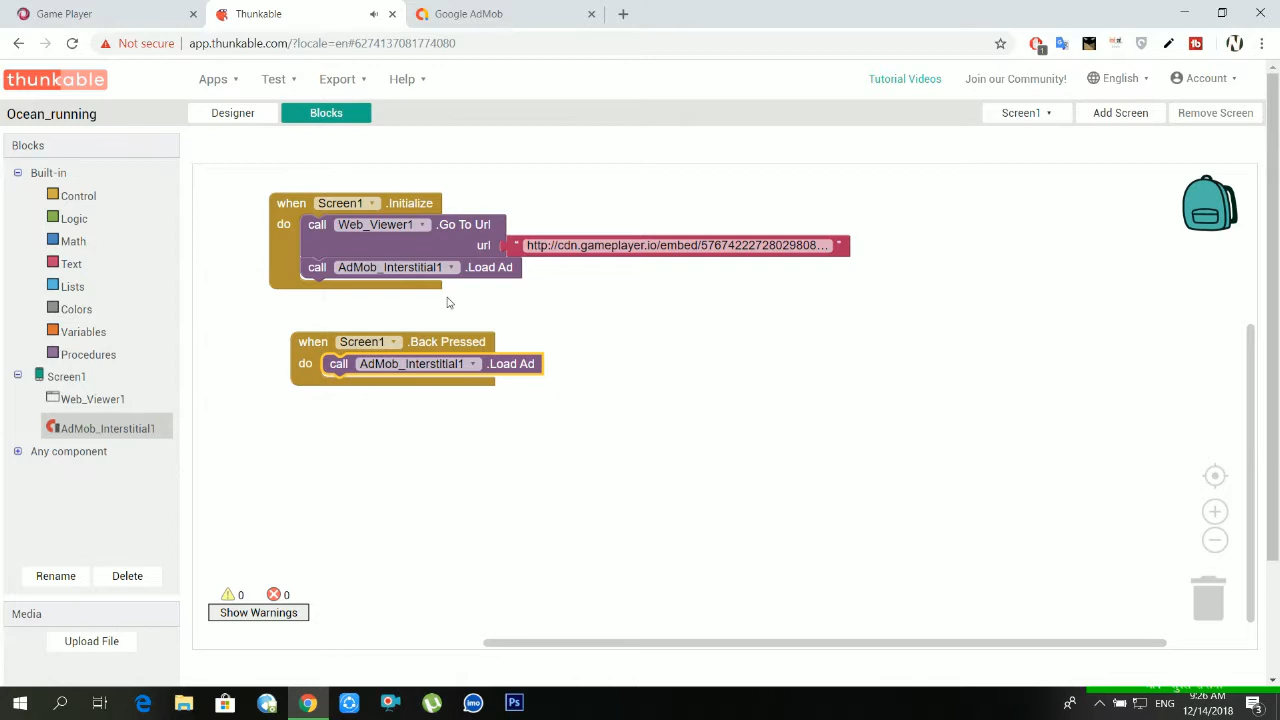 Game Player
Thunkable
Google AdMob
Not secure
app.thunkable.com/?locale=en#6274137081774080
thunkable
Apps
Test
Export
Help
Tutorial Videos
Join our Community!
English
Account
Ocean_running
Designer
Blocks
Screen1
Add Screen
Remove Screen
Blocks
Built-in
Control
Logic
Math
Text
Lists
Colors
Variables
Procedures
Screen1
Web_Viewer1
AdMob_Interstitial1
Any component
Rename
Delete
Media
Upload File
when Screen1 .Initialize
do call Web_Viewer1 .Go To Url
url " http://cdn.gameplayer.io/embed/57674222728029808... "
call AdMob_Interstitial1 .Load Ad
when Screen1 .Back Pressed
do call AdMob_Interstitial1 .Load Ad
0 0
Show Warnings
ENG
9:26 AM
12/14/2018
3